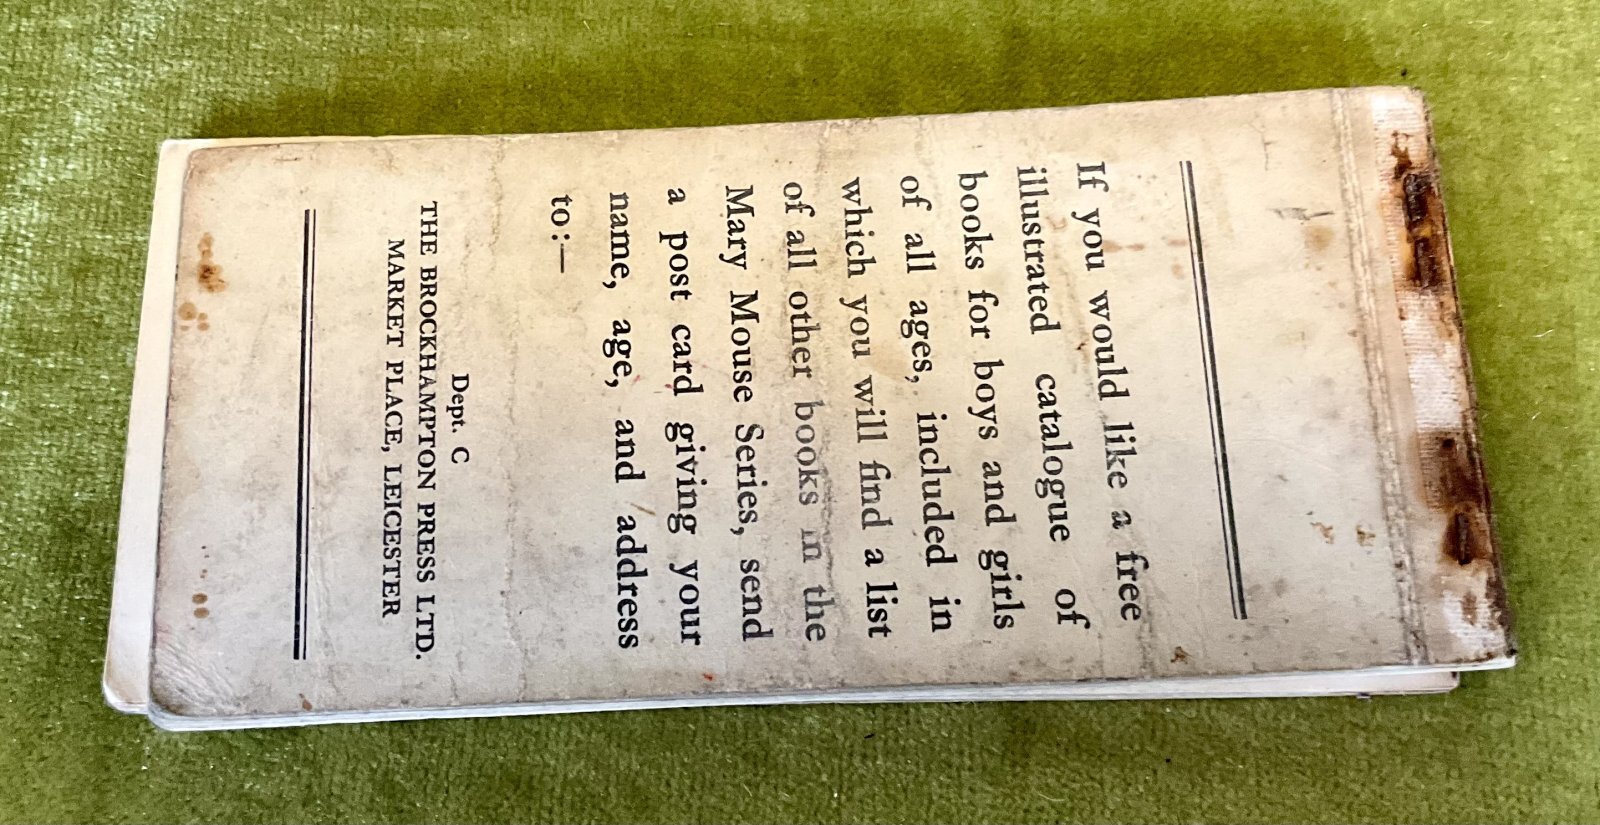 If you would like a free
illustrated catalogue of
books for boys and girls
of all ages, included in
which you will find a list
of all other books in the
Mary Mouse Series, send
a post card giving your
name, age, and address
to:—
Dept. C
THE BROCKHAMPTON PRESS LTD.
MARKET PLACE, LEICESTER